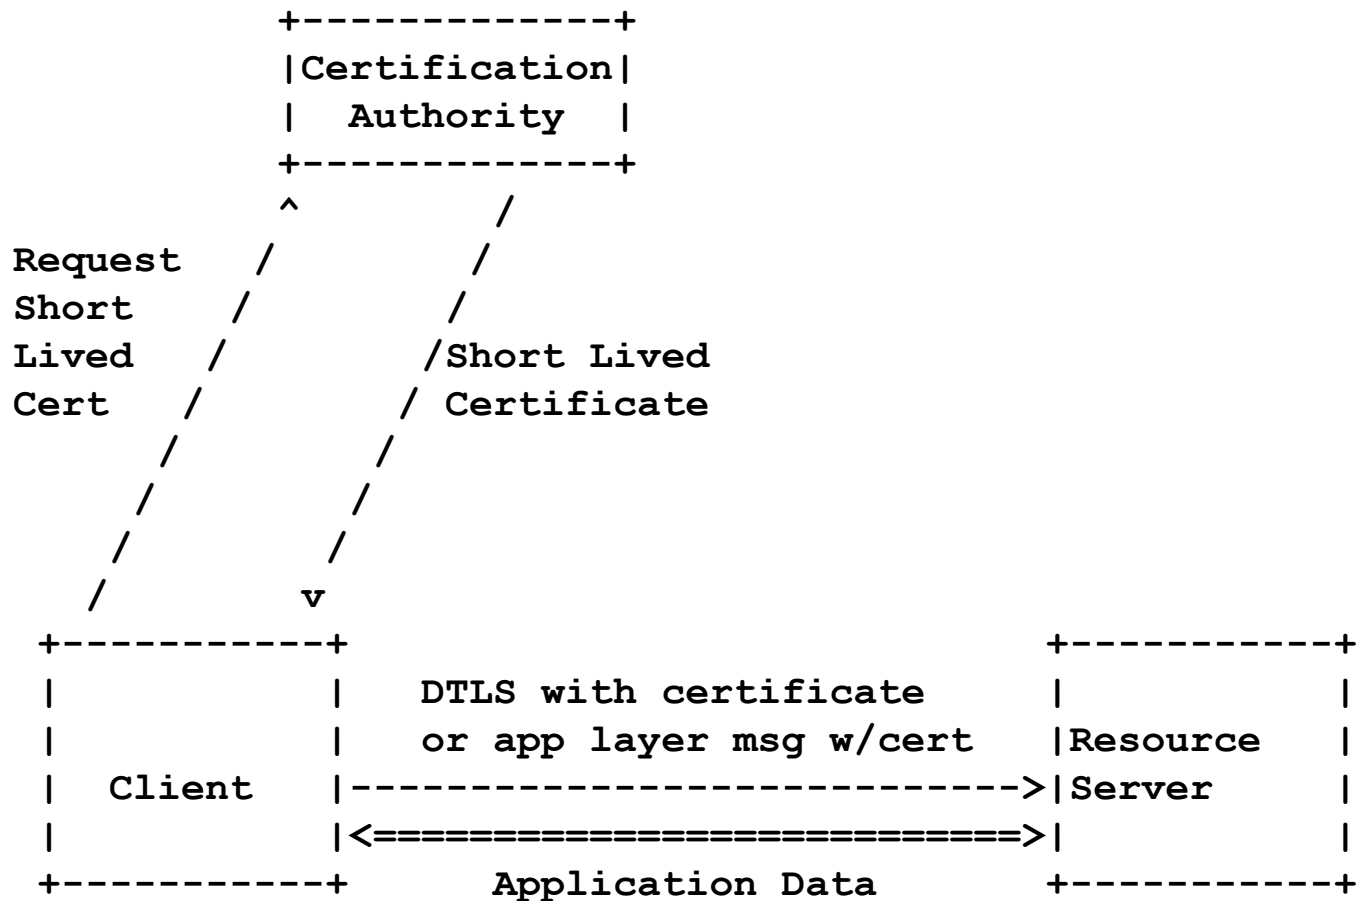 +-------------+
|Certification|
|  Authority  |
+-------------+
^         /
Request   /        /
Short    /        /
Lived   /        /Short Lived
Cert   /        / Certificate
/        /
/        /
/        /
/        v
+------------+                             +-----------+
|            |   DTLS with certificate     |           |
|            |   or app layer msg w/cert   |Resource   |
|  Client    |---------------------------->|Server     |
|            |<===========================>|           |
+------------+      Application Data       +-----------+